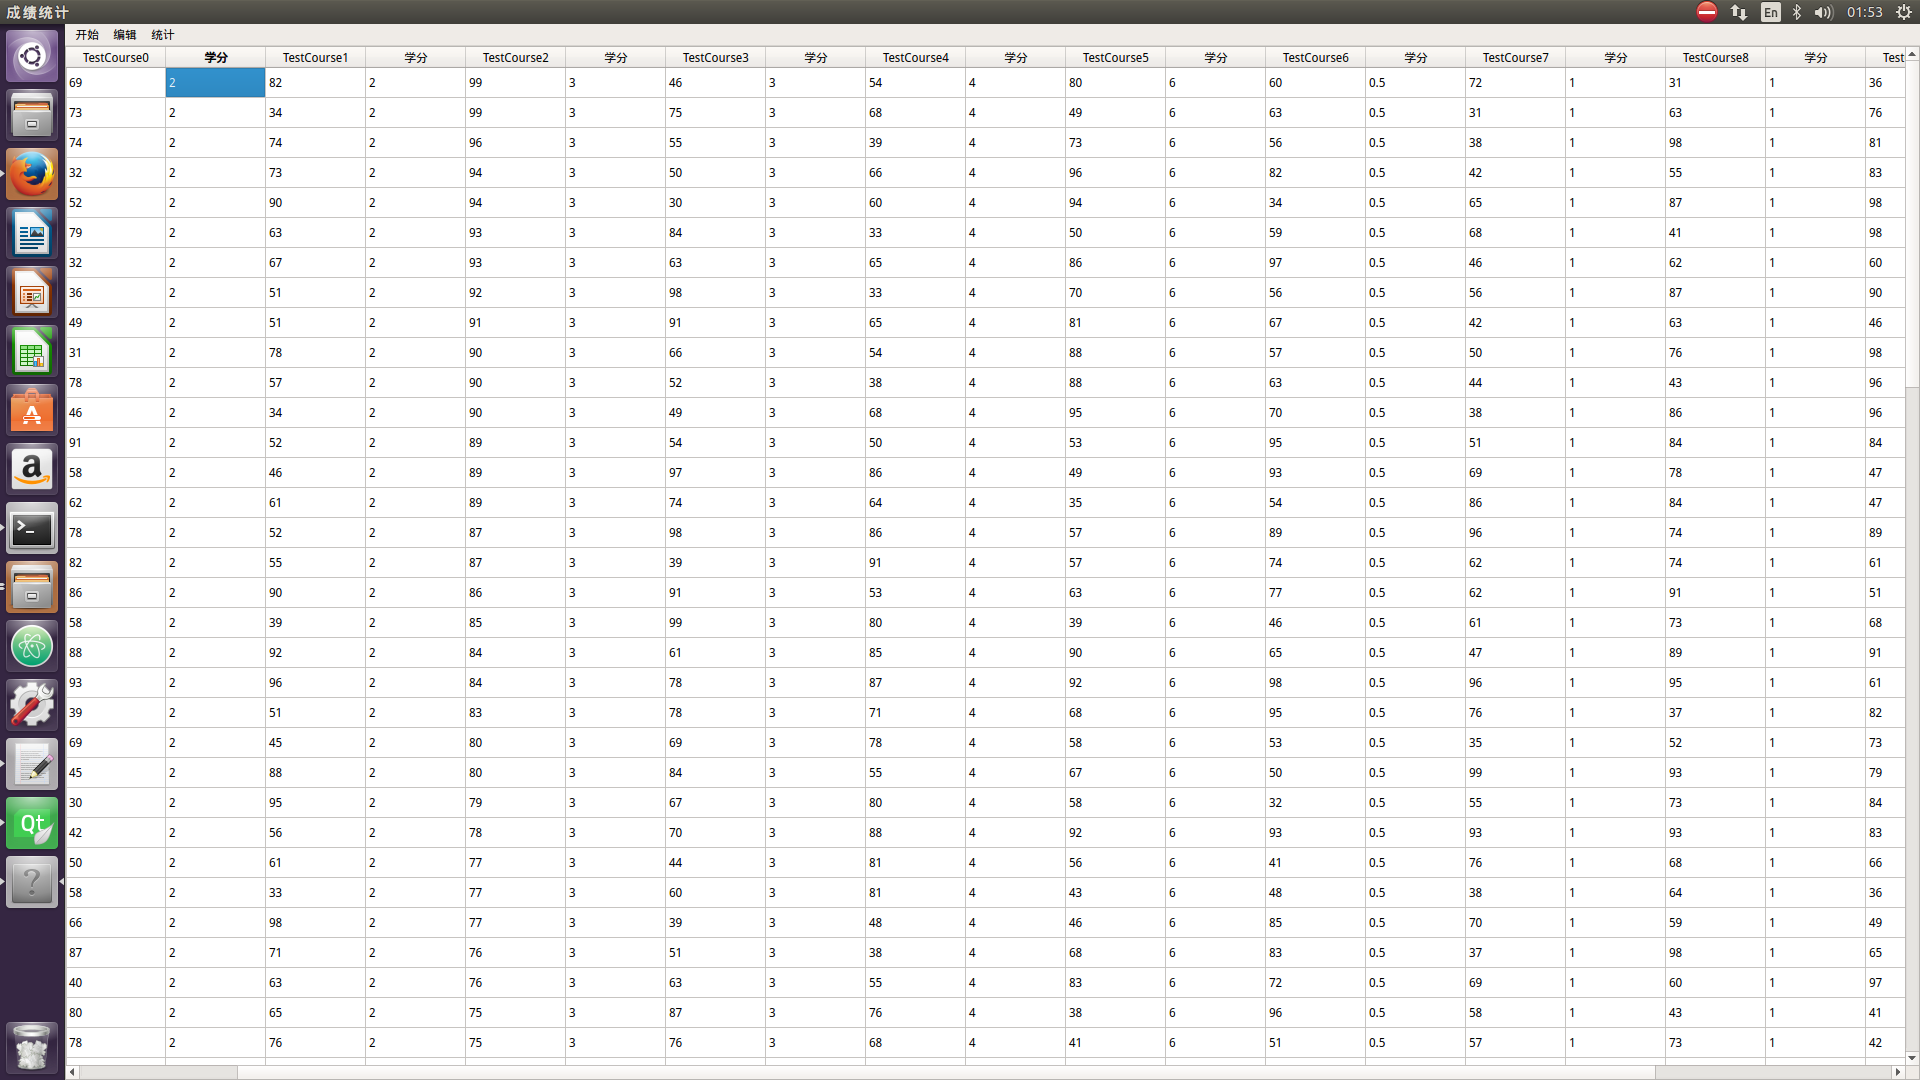 成绩统计 En 01:53
开始 编辑 统计
TestCourse0 学分 TestCourse1 学分 TestCourse2 学分 TestCourse3 学分 TestCourse4 学分 TestCourse5 学分 TestCourse6 学分 TestCourse7 学分 TestCourse8 学分 Test
69 2 82 2 99 3 46 3 54 4 80 6 60 0.5 72 1 31 1 36
73 2 34 2 99 3 75 3 68 4 49 6 63 0.5 31 1 63 1 76
74 2 74 2 96 3 55 3 39 4 73 6 56 0.5 38 1 98 1 81
32 2 73 2 94 3 50 3 66 4 96 6 82 0.5 42 1 55 1 83
52 2 90 2 94 3 30 3 60 4 94 6 34 0.5 65 1 87 1 98
79 2 63 2 93 3 84 3 33 4 50 6 59 0.5 68 1 41 1 98
32 2 67 2 93 3 63 3 65 4 86 6 97 0.5 46 1 62 1 60
36 2 51 2 92 3 98 3 33 4 70 6 56 0.5 56 1 87 1 90
49 2 51 2 91 3 91 3 65 4 81 6 67 0.5 42 1 63 1 46
31 2 78 2 90 3 66 3 54 4 88 6 57 0.5 50 1 76 1 98
78 2 57 2 90 3 52 3 38 4 88 6 63 0.5 44 1 43 1 96
46 2 34 2 90 3 49 3 68 4 95 6 70 0.5 38 1 86 1 96
91 2 52 2 89 3 54 3 50 4 53 6 95 0.5 51 1 84 1 84
58 2 46 2 89 3 97 3 86 4 49 6 93 0.5 69 1 78 1 47
62 2 61 2 89 3 74 3 64 4 35 6 54 0.5 86 1 84 1 47
78 2 52 2 87 3 98 3 86 4 57 6 89 0.5 96 1 74 1 89
82 2 55 2 87 3 39 3 91 4 57 6 74 0.5 62 1 74 1 61
86 2 90 2 86 3 91 3 53 4 63 6 77 0.5 62 1 91 1 51
58 2 39 2 85 3 99 3 80 4 39 6 46 0.5 61 1 73 1 68
88 2 92 2 84 3 61 3 85 4 90 6 65 0.5 47 1 89 1 91
93 2 96 2 84 3 78 3 87 4 92 6 98 0.5 96 1 95 1 61
39 2 51 2 83 3 78 3 71 4 68 6 95 0.5 76 1 37 1 82
69 2 45 2 80 3 69 3 78 4 58 6 53 0.5 35 1 52 1 73
45 2 88 2 80 3 84 3 55 4 67 6 50 0.5 99 1 93 1 79
30 2 95 2 79 3 67 3 80 4 58 6 32 0.5 55 1 73 1 84
42 2 56 2 78 3 70 3 88 4 92 6 93 0.5 93 1 93 1 83
50 2 61 2 77 3 44 3 81 4 56 6 41 0.5 76 1 68 1 66
58 2 33 2 77 3 60 3 81 4 43 6 48 0.5 38 1 64 1 36
66 2 98 2 77 3 39 3 48 4 46 6 85 0.5 70 1 59 1 49
87 2 71 2 76 3 51 3 38 4 68 6 83 0.5 37 1 98 1 65
40 2 63 2 76 3 63 3 55 4 83 6 72 0.5 69 1 60 1 97
80 2 65 2 75 3 87 3 76 4 38 6 96 0.5 58 1 43 1 41
78 2 76 2 75 3 76 3 68 4 41 6 51 0.5 57 1 73 1 42
a
Qt